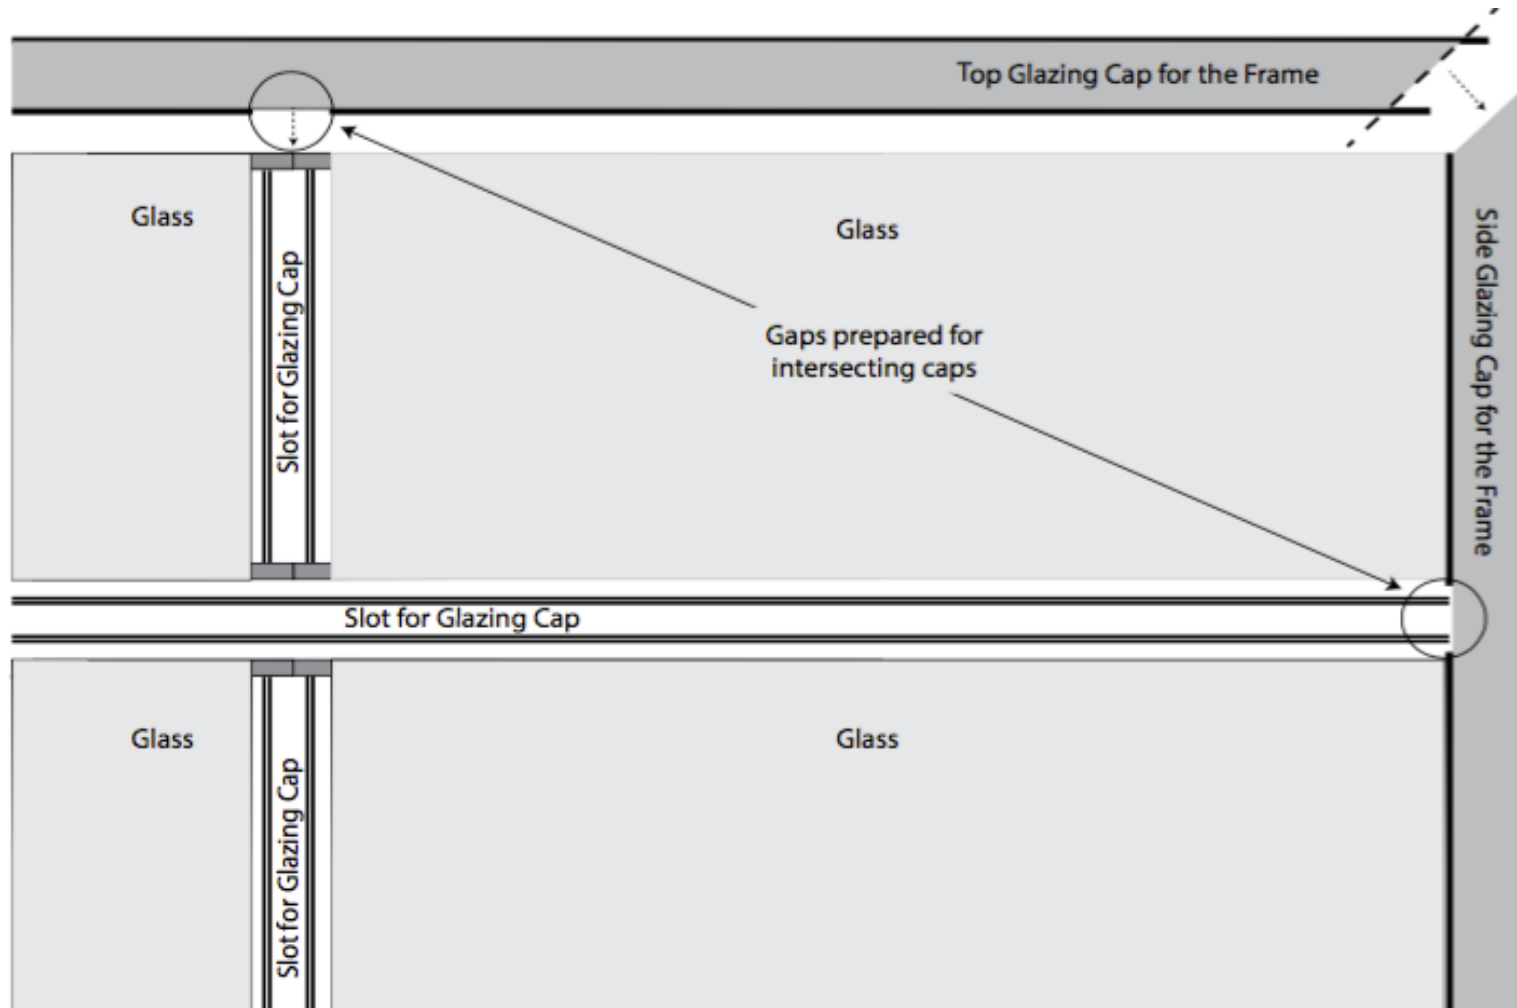 Top Glazing Cap for the Frame
Glass
Glass
Slot for Glazing Cap
Gaps prepared for
intersecting caps
Side Glazing Cap for the Frame
Slot for Glazing Cap
Glass
Glass
Slot for Glazing Cap